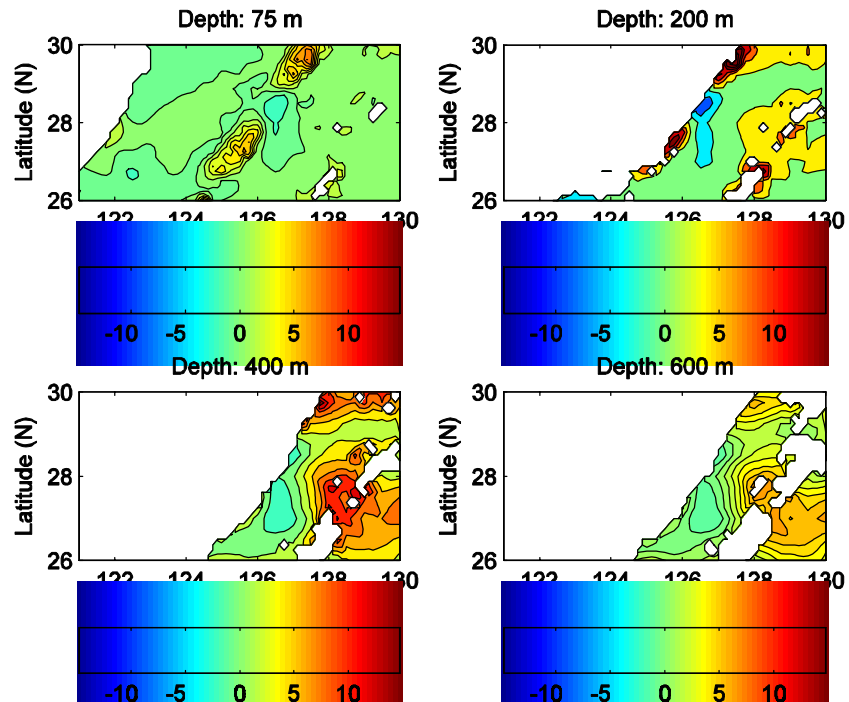 Depth: 75 m
Depth: 200 m
30
28
26
Latitude (N)
30
28
26
Latitude (N)
122 124 126 128 130
122 124 126 128 130
-10 -5 0 5 10
-10 -5 0 5 10
Depth: 400 m
Depth: 600 m
30
28
26
Latitude (N)
30
28
26
Latitude (N)
122 124 126 128 130
122 124 126 128 130
-10 -5 0 5 10
-10 -5 0 5 10